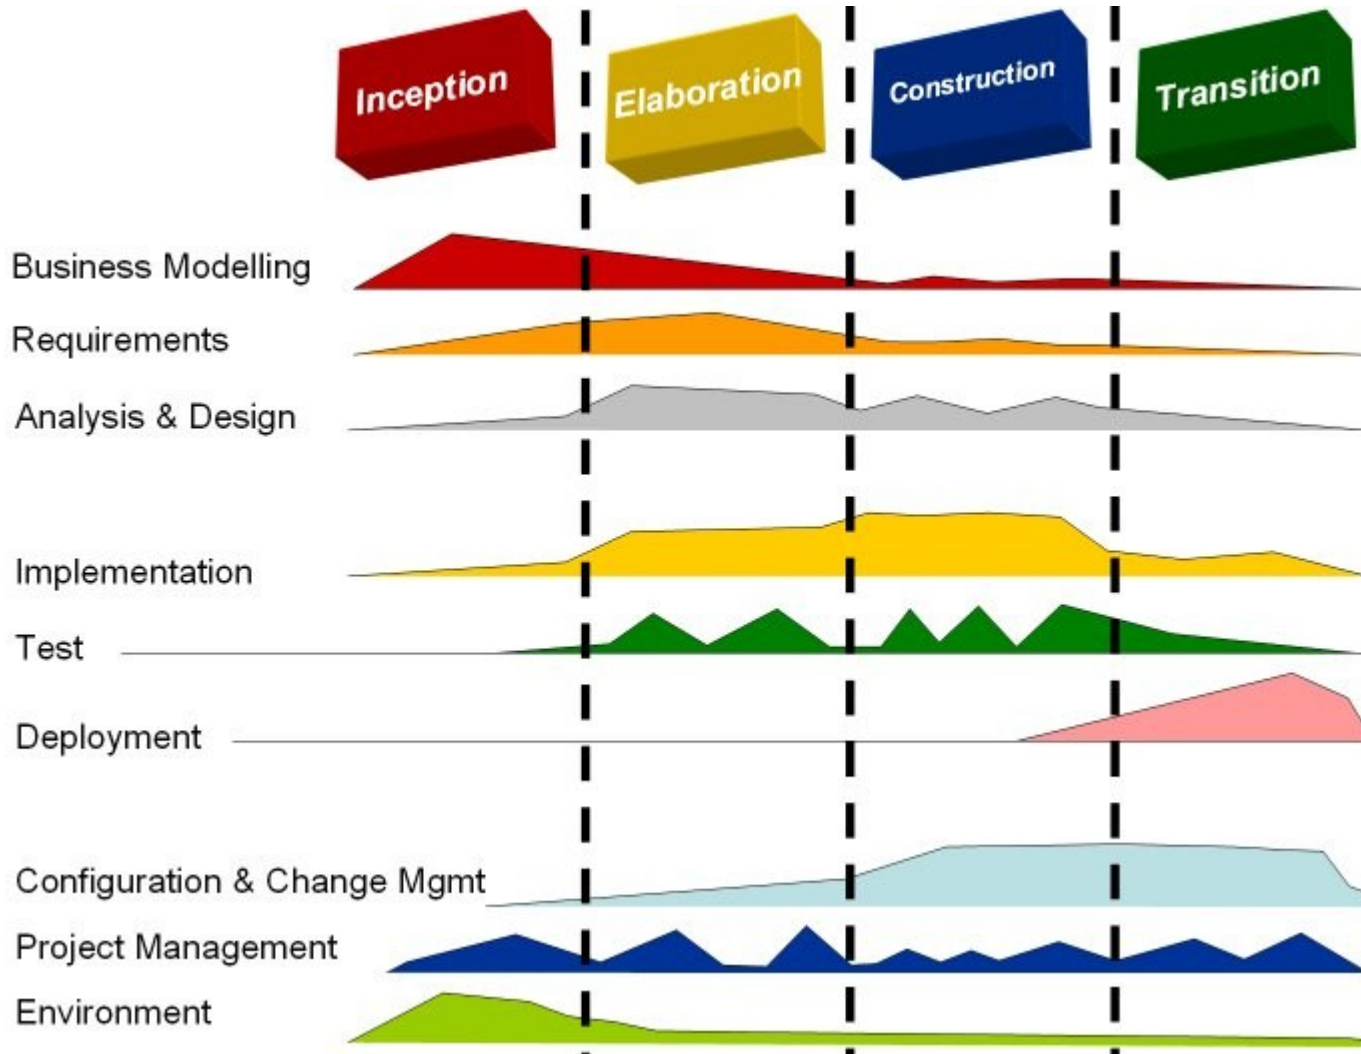 Inception
Elaboration
Construction
Transition
Business Modelling
Requirements
Analysis & Design
Implementation
Test
Deployment
Configuration & Change Mgmt
Project Management
Environment